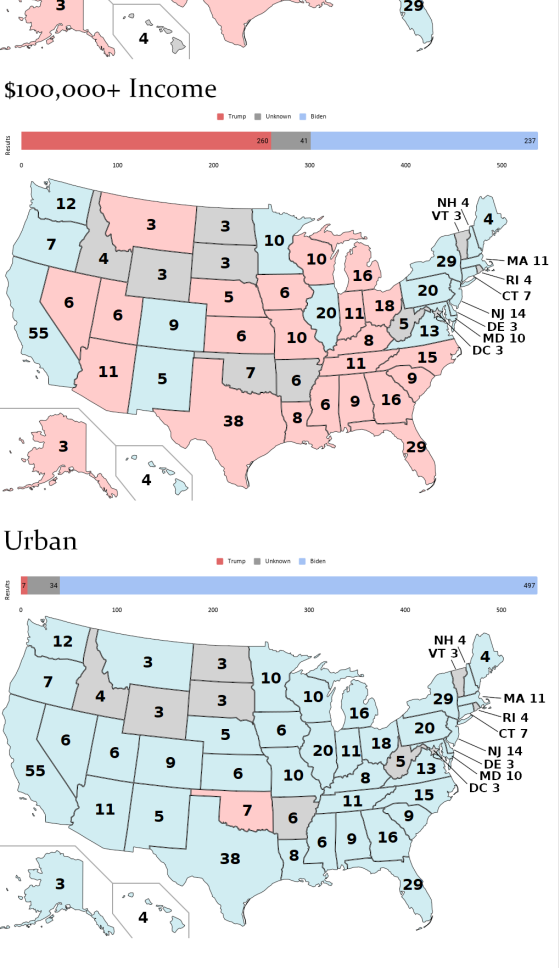 3
4
29
$100,000+ Income
Trump Unknown Biden
Results
260 41 237
0 100 200 300 400 500
12 3 3 10 NH 4 4
VT 3
7 4 3 3 10 16 29 MA 11
RI 4
CT 7
6 6 5 6 20 11 18 20 NJ 14
DE 3
MD 10
DC 3
55 9 6 10 8 5 13
11 5 7 6 11 15
38 8 6 9 16 9
3 4 29
Urban
Trump Unknown Biden
Results
7 34 497
0 100 200 300 400 500
12 3 3 10 NH 4 4
VT 3
7 4 3 3 10 16 29 MA 11
RI 4
CT 7
6 6 5 6 20 11 18 20 NJ 14
DE 3
MD 10
DC 3
55 9 6 10 8 5 13
11 5 7 6 11 15
38 8 6 9 16 9
3 4 29